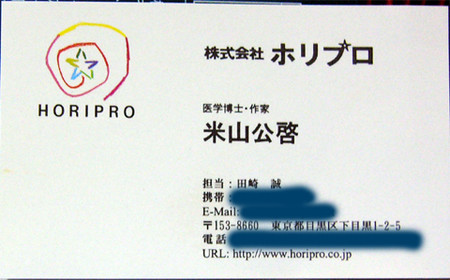 HORIPRO
株式会社 ホリプロ
医学博士・作家
米山公啓
担当:田崎 誠
携帯
E-Mail:
〒153-8660 東京都目黒区下目黒1-2-5
電話
URL: http://www.horipro.co.jp